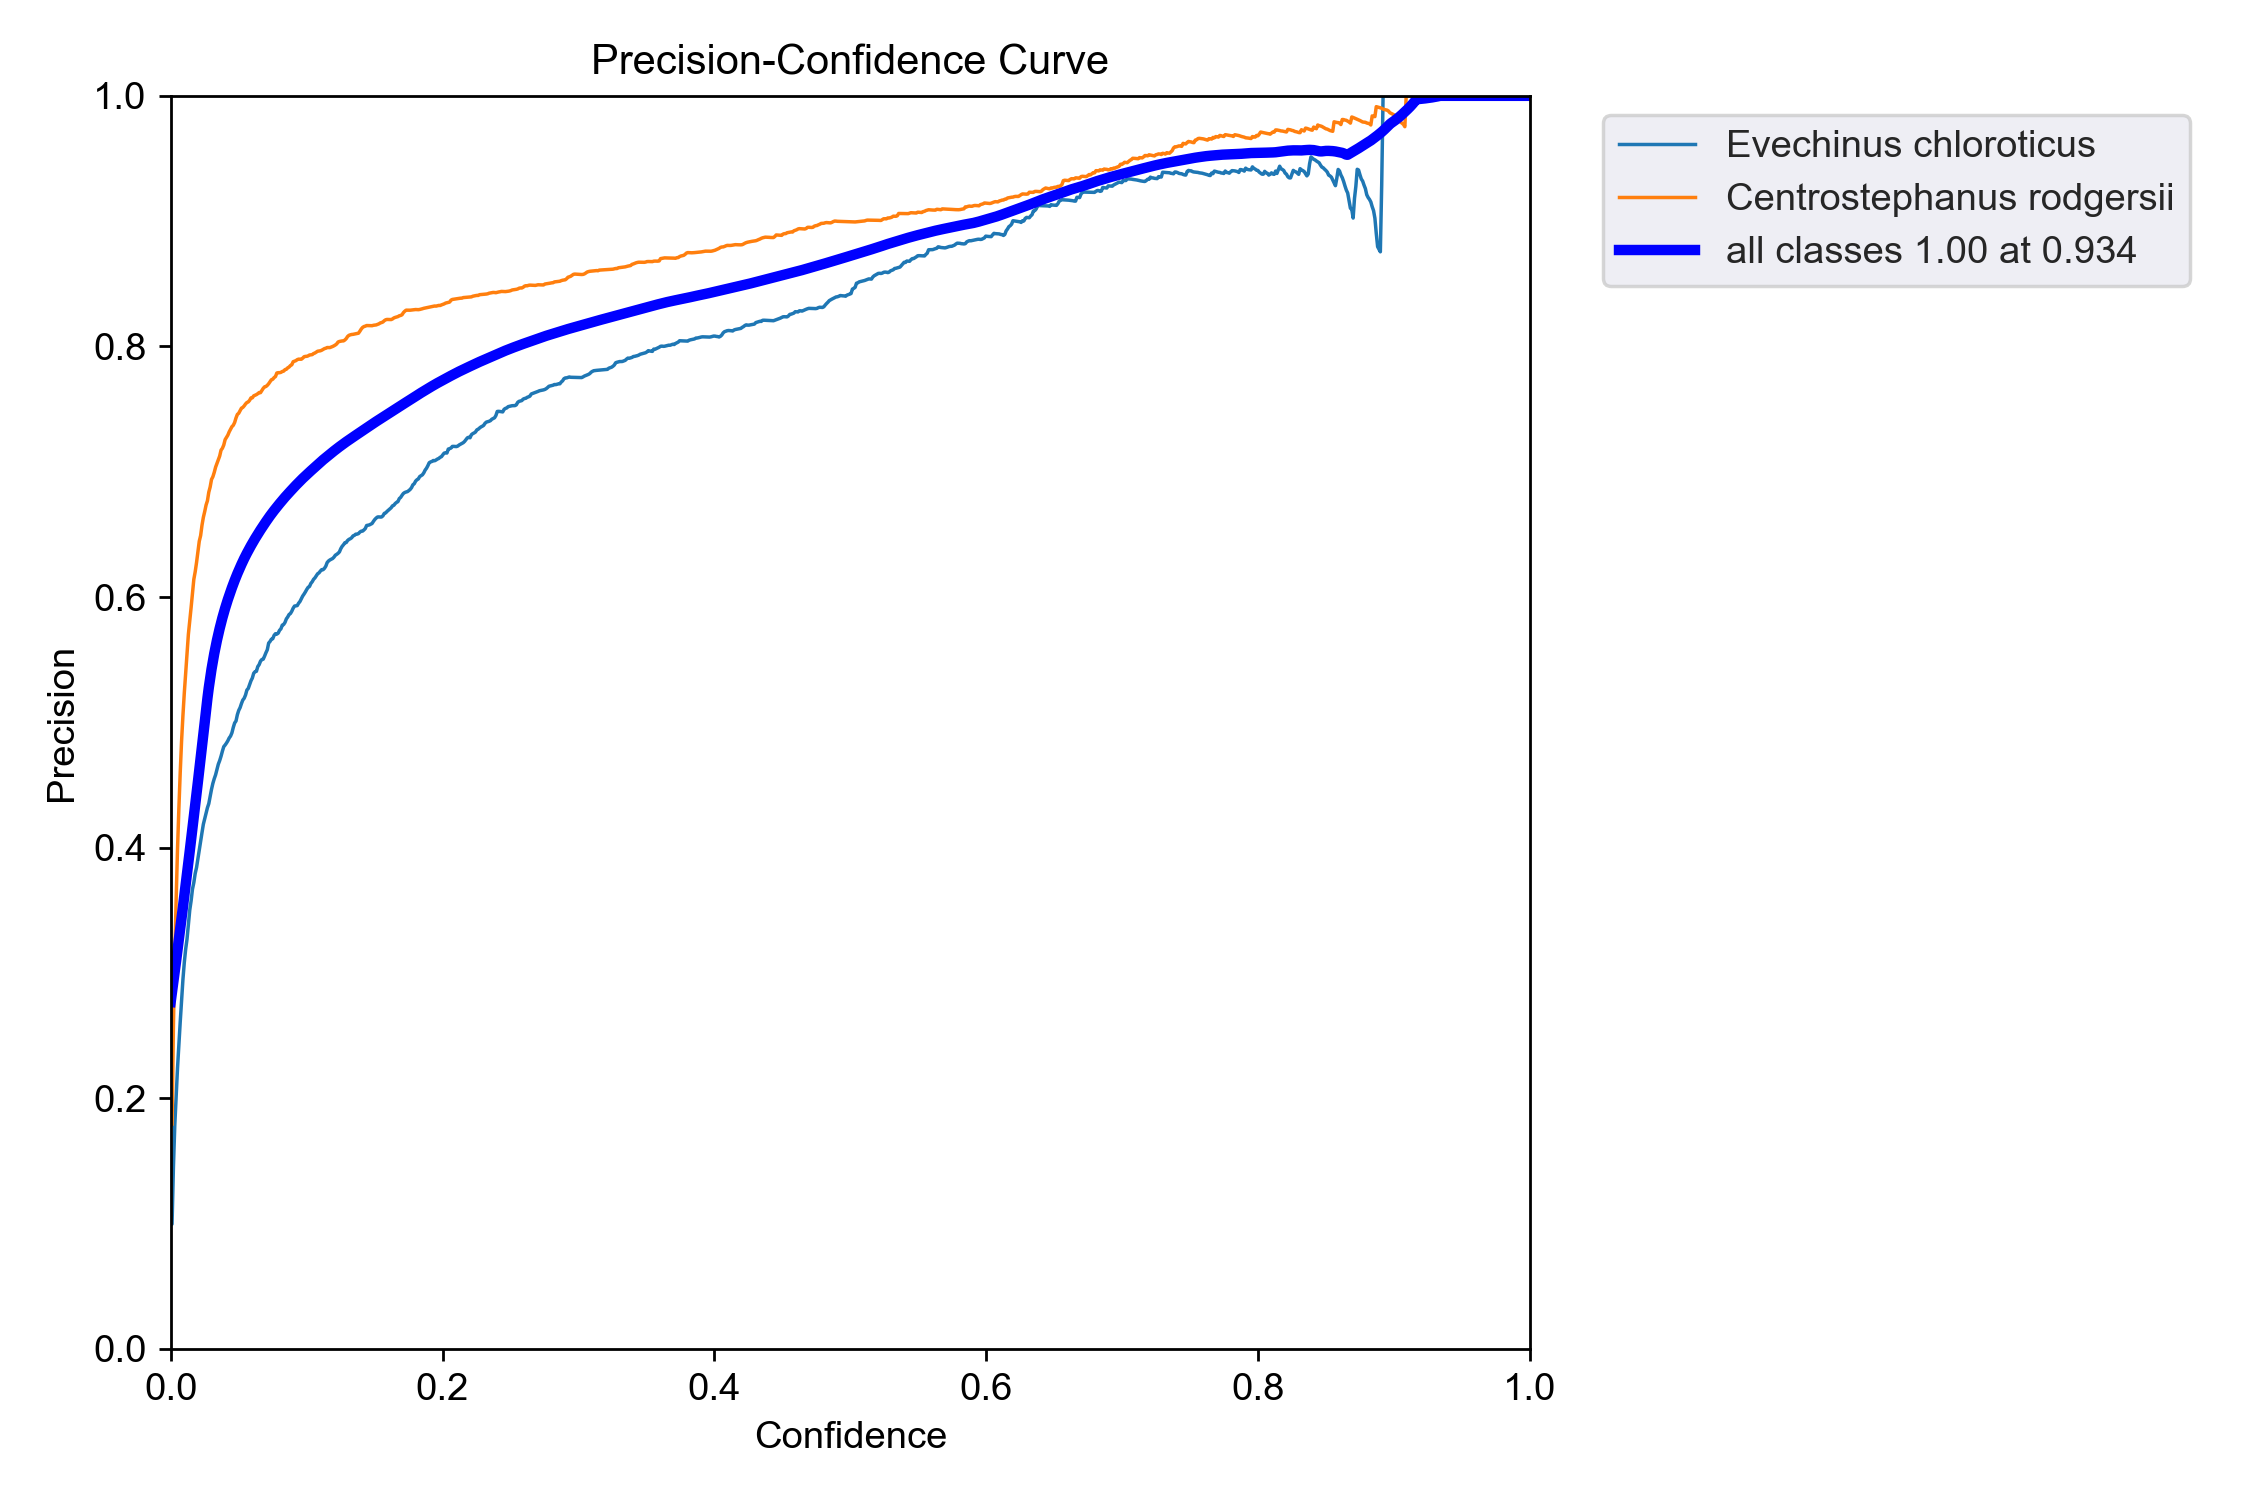 Precision-Confidence Curve
1.0
0.8
0.6
0.4
0.2
0.0
Precision
0.0 0.2 0.4 0.6 0.8 1.0
Confidence
Evechinus chloroticus
Centrostephanus rodgersii
all classes 1.00 at 0.934